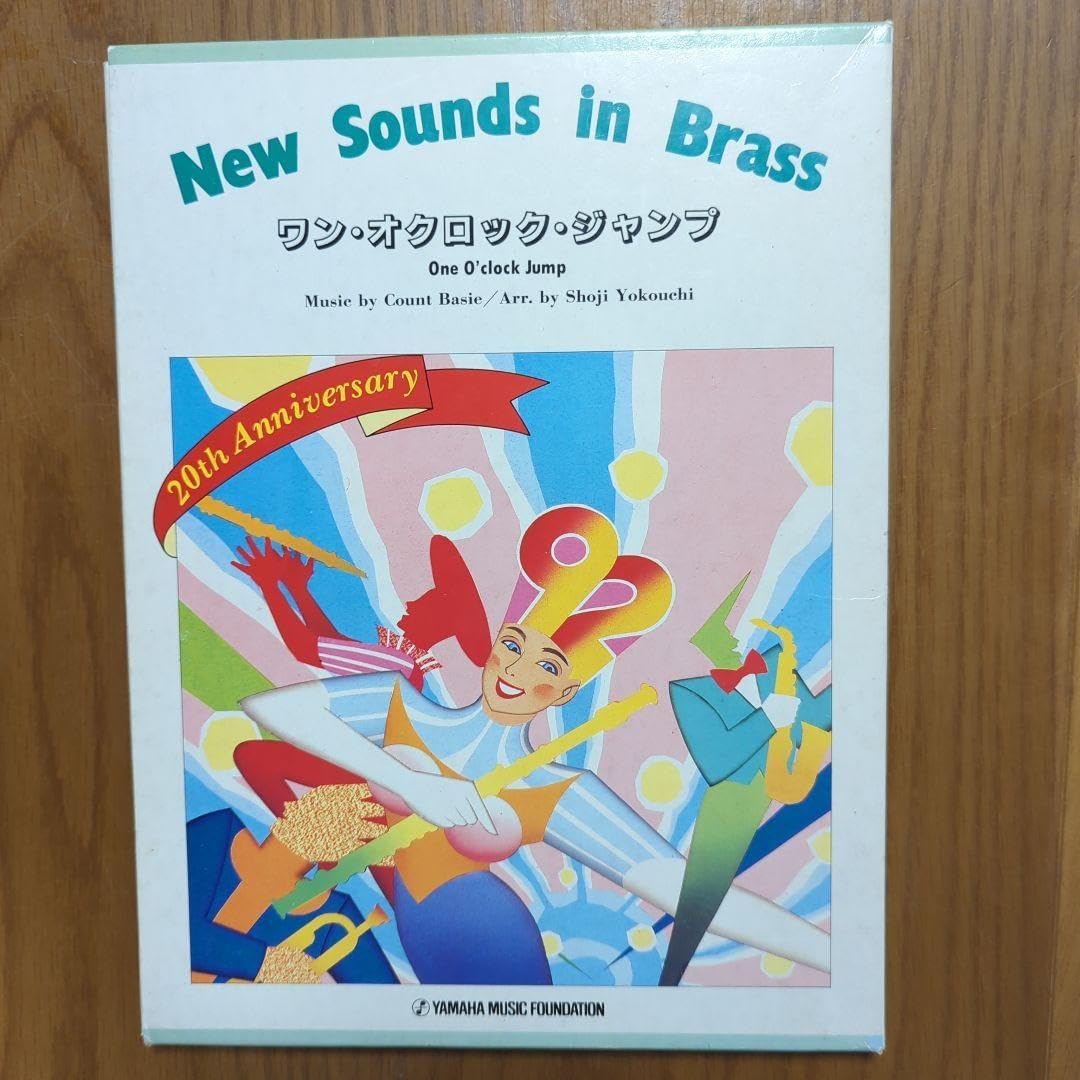 New Sounds in Brass
ワン・オクロック・ジャンプ
One O'clock Jump
Music by Count Basie／Arr. by Shoji Yokouchi
20th Anniversary
92
YAMAHA MUSIC FOUNDATION